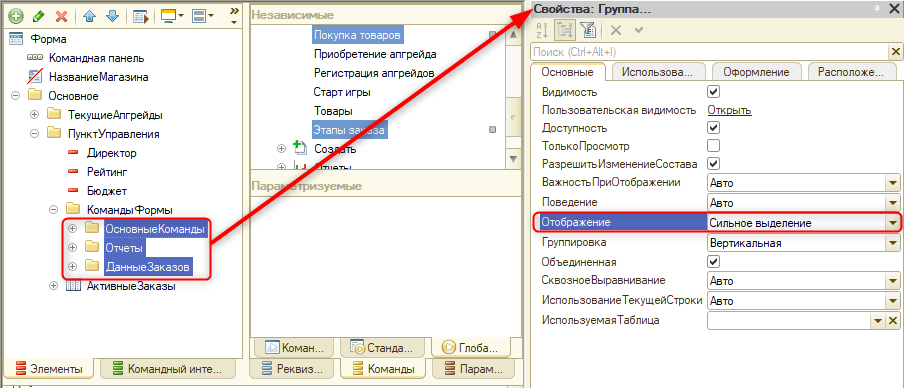 Форма
Командная панель
НазваниеМагазина
Основное
ТекущиеАпгрейды
ПунктУправления
Директор
Рейтинг
Бюджет
КомандыФормы
ОсновныеКоманды
Отчеты
ДанныеЗаказов
АктивныеЗаказы
Элементы
Командный инте...
Независимые
Покупка товаров
Приобретение апгрейда
Регистрация апгрейдов
Старт игры
Товары
Этапы заказа
Создать
Отчеты
Параметризуемые
Коман...
Станда...
Глоба...
Реквиз...
Команды
Парам...
Свойства: Группа...
Поиск (Ctrl+Alt+I)
Основные
Использова...
Оформление
Расположе...
Видимость
Пользовательская видимость Открыть
Доступность
ТолькоПросмотр
РазрешитьИзменениеСостава
ВажностьПриОтображении Авто
Поведение Авто
Отображение Сильное выделение
Группировка Вертикальная
Объединенная
СквозноеВыравнивание Авто
ИспользованиеТекущейСтроки Авто
ИспользуемаяТаблица